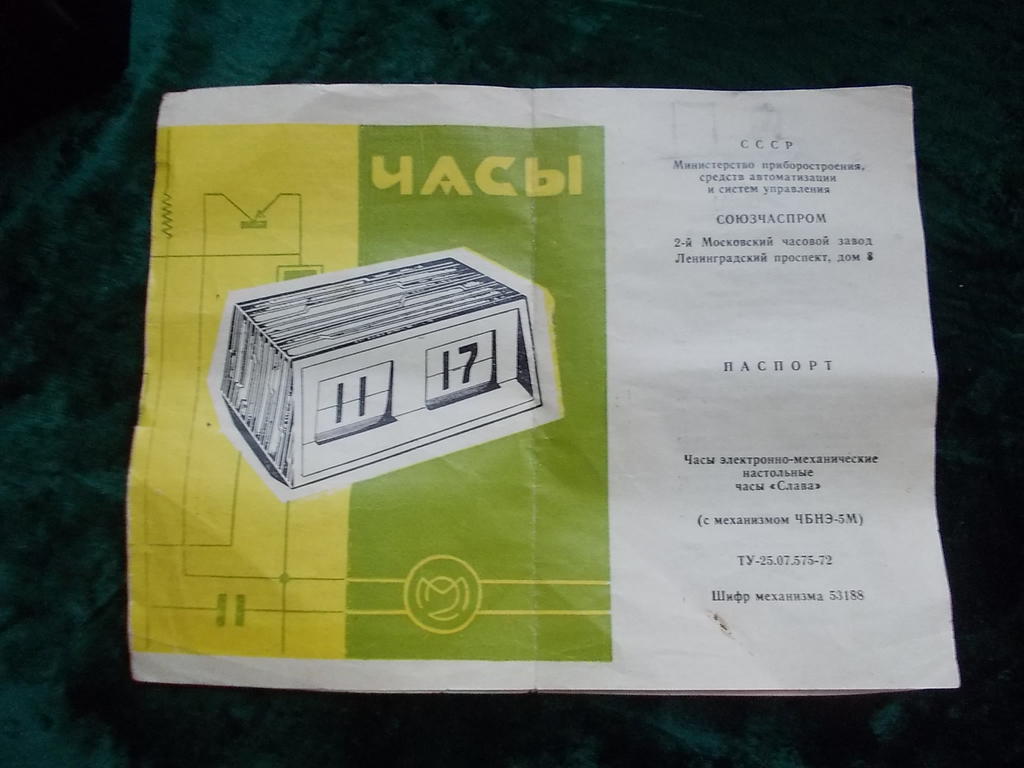 ЧАСЫ
11 17
СССР
Министерство приборостроения,
средств автоматизации
и систем управления
СОЮЗЧАСПРОМ
2-й Московский часовой завод
Ленинградский проспект, дом 8
ПАСПОРТ
Часы электронно-механические
настольные
часы «Слава»
(с механизмом ЧБНЭ-5М)
ТУ-25.07.575-72
Шифр механизма 53188